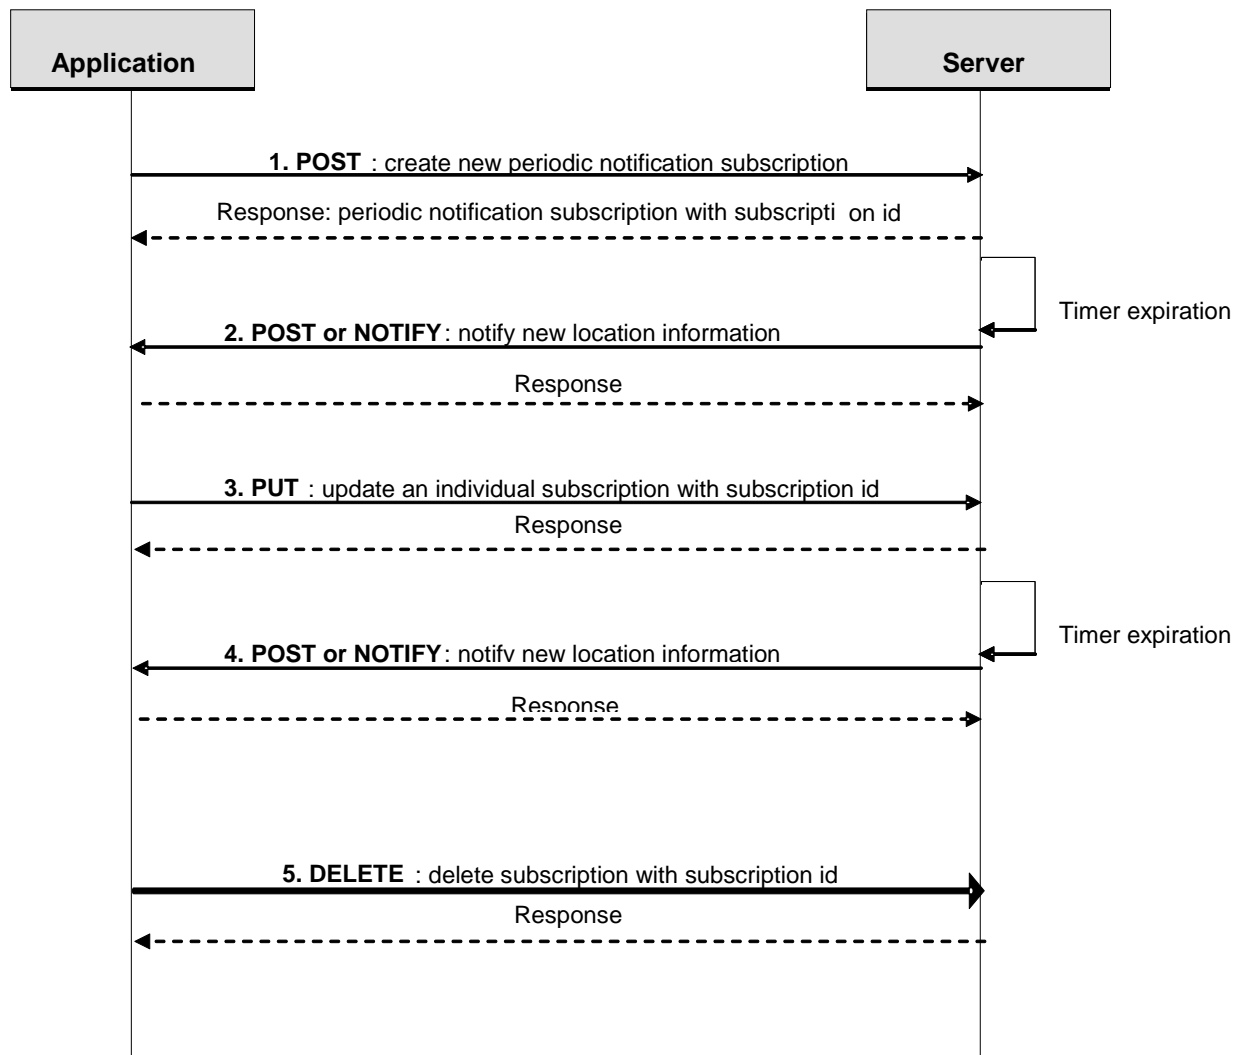 Application
Server
1. POST : create new periodic notification subscription
Response: periodic notification subscription with subscripti on id
Timer expiration
2. POST or NOTIFY : notify new location information
Response
3. PUT : update an individual subscription with subscription id
Response
Timer expiration
4. POST or NOTIFY : notify new location information
Response
5. DELETE : delete subscription with subscription id
Response